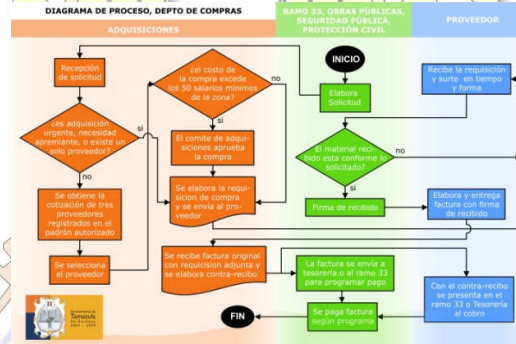 DIAGRAMA DE PROCESO, DEPTO DE COMPRAS
RAMO 33, OBRAS PÚBLICAS,
SEGURIDAD PÚBLICA,
PROTECCIÓN CIVIL
PROVEEDOR
ADQUISICIONES
Recepción
de solicitud
¿el costo de
la compra excede
los 50 salarios mínimos
de la zona?
no
si
INICIO
Elabora
Solicitud
Recibe la requisición
y surte en tiempo
y forma
¿es adquisición
urgente, necesidad
apremiante, o existe un
solo proveedor?
si
no
El comite de adqui-
siciones aprueba
la compra
El material reci-
bido esta conforme lo
solicitado?
no
si
Se obtiene la
cotización de tres
proveedores
registrados en el
padrón autorizado
Se elabora la requi-
sicion de compra
y se envía al pro-
veedor
Firma de recibido
Elabora y entrega
factura con firma
de recibido
Se selecciona
el proveedor
Se recibe factura original
con requicision adjunta y
se elabora contra-recibo
La factura se envia a
tesorería o al ramo 33
para programar pago
Con el contra-recibo
se presenta en el
ramo 33 o Tesorería
al cobro
FIN
Se paga factura
según programa
Tamazula